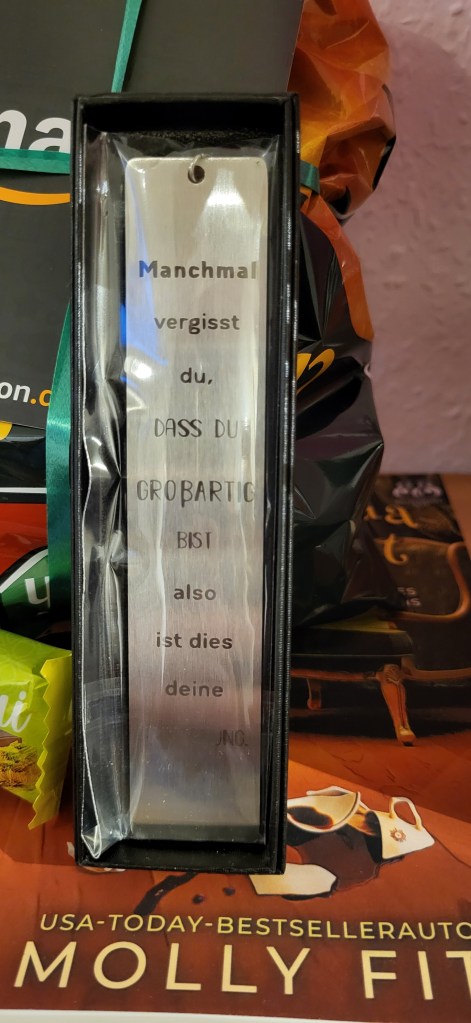 Manchmal
vergisst
du,
DASS DU
GROßARTIG
BIST
also
ist dies
deine
USA-TODAY-BESTSELLERAUTO
MOLLY FIT